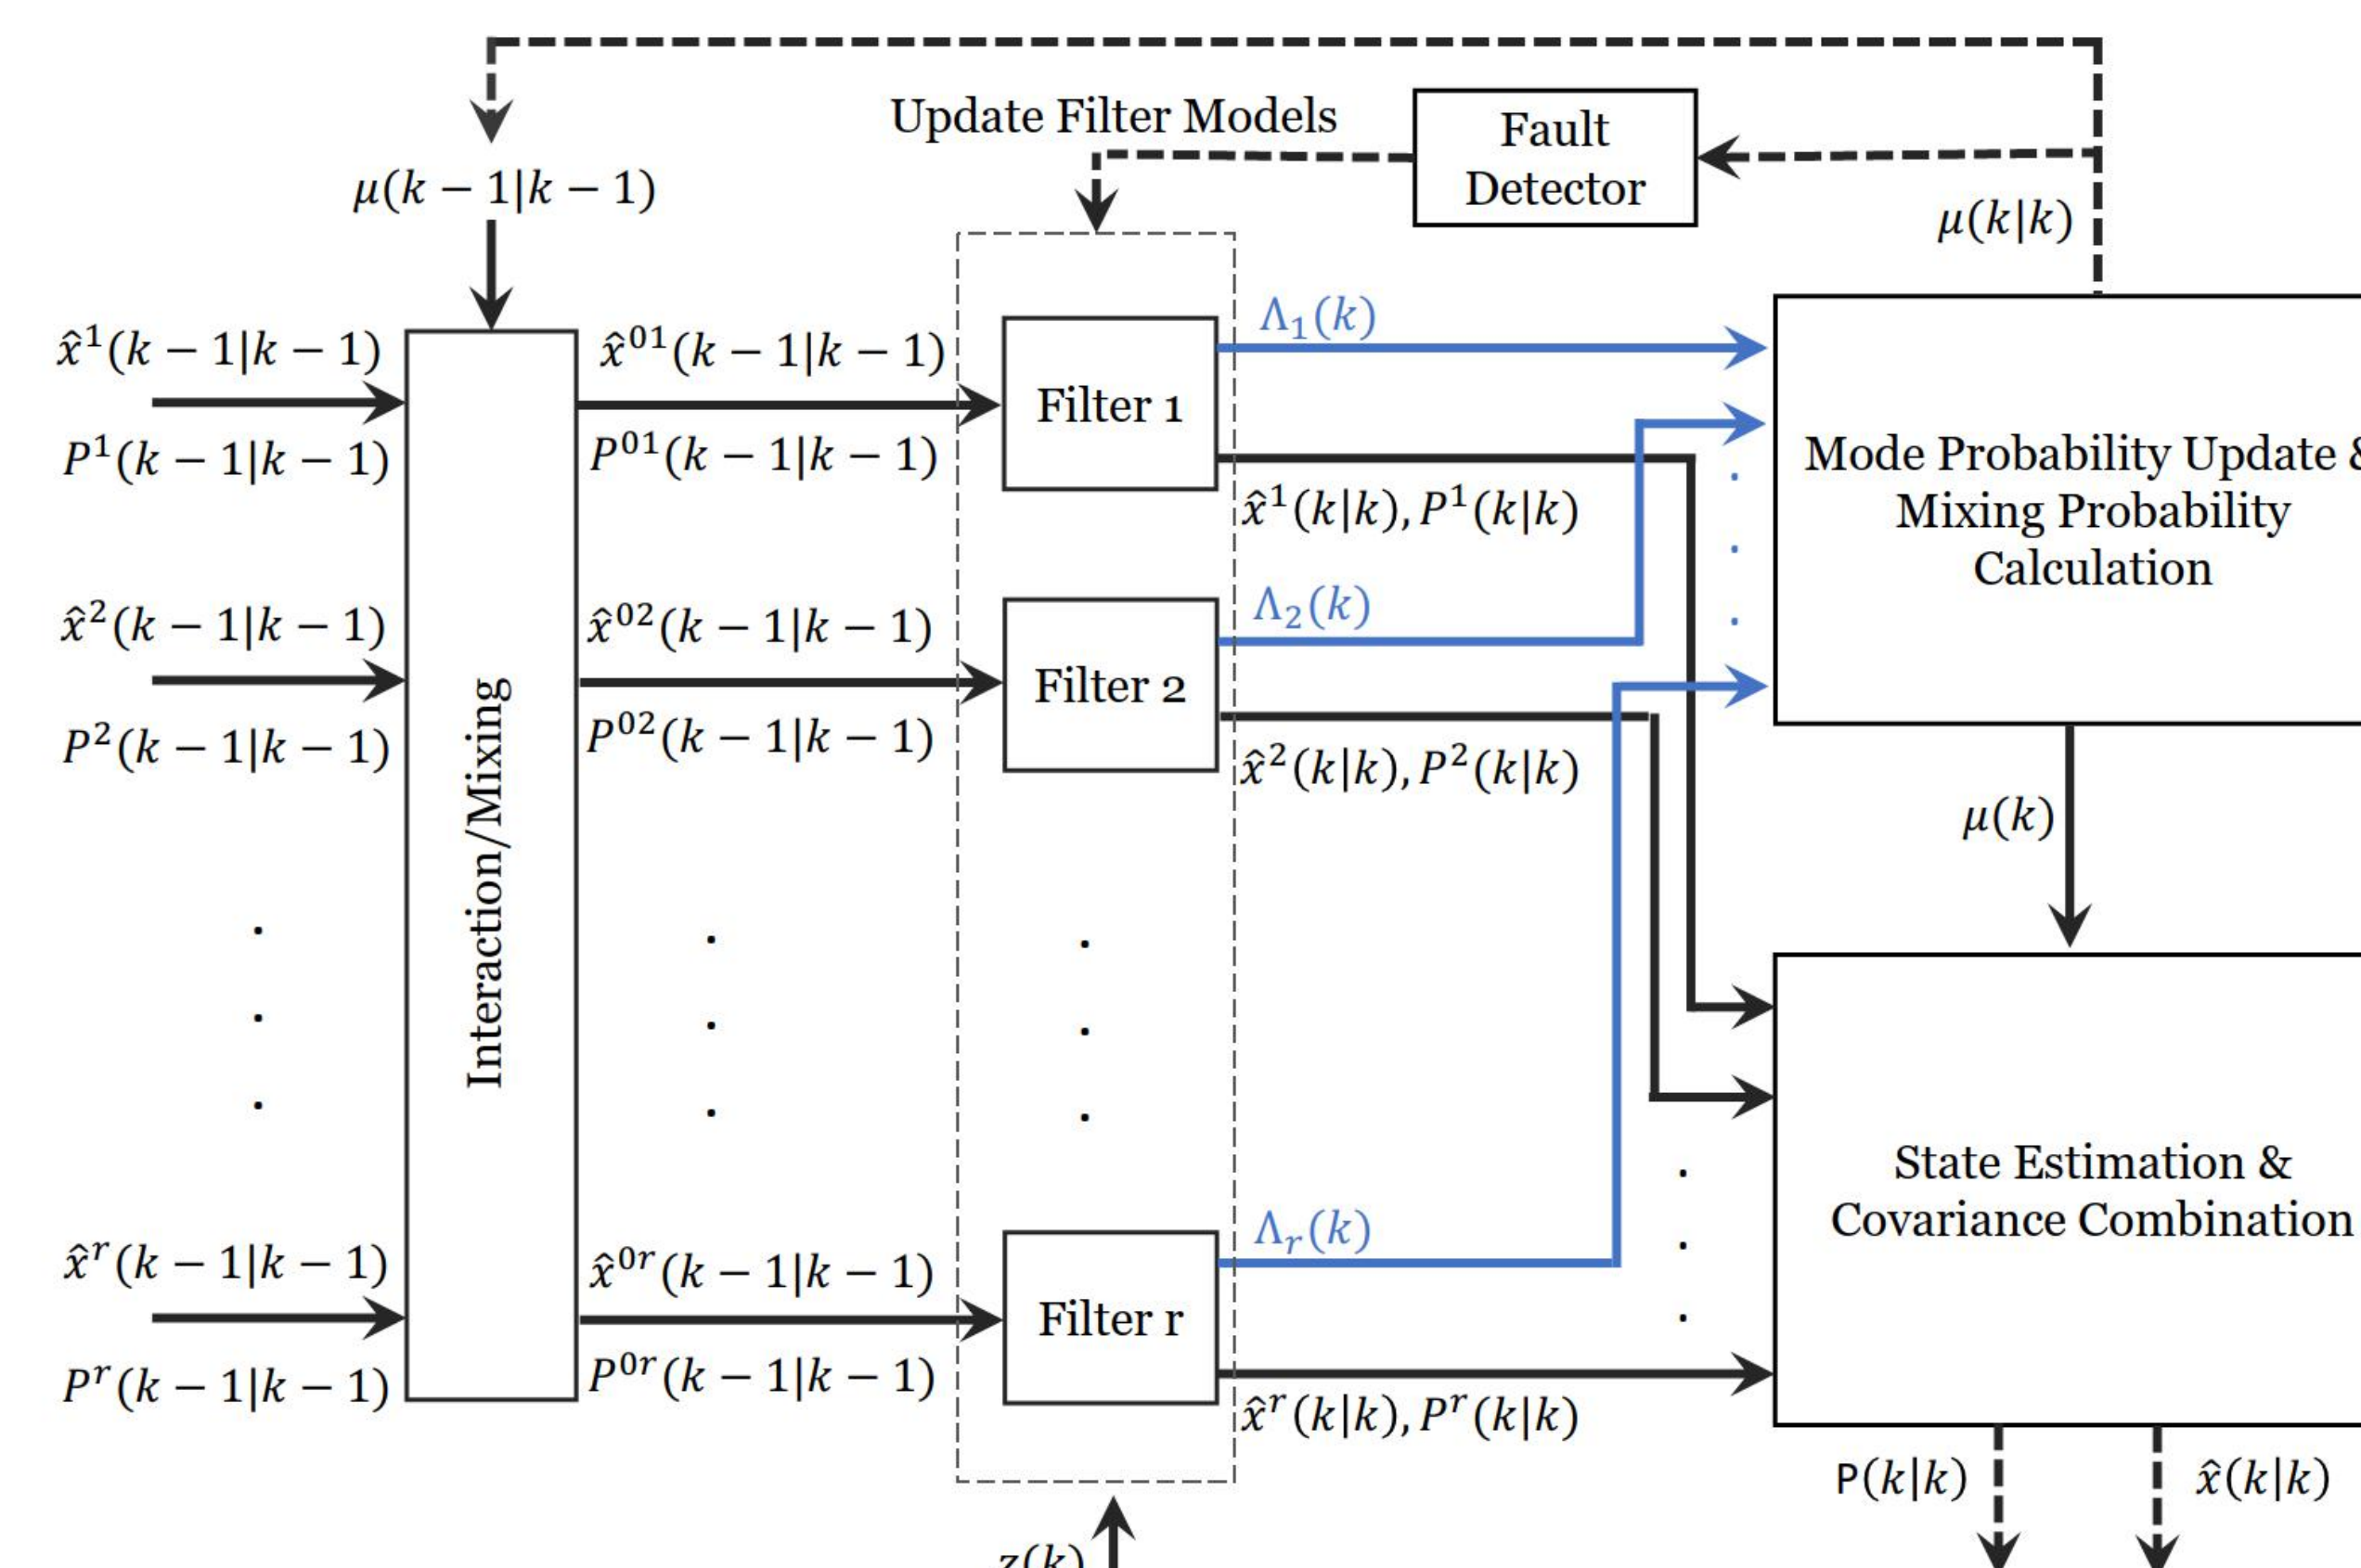 Update Filter Models
Fault
Detector
μ(k − 1|k − 1)
μ(k|k)
x̂¹(k − 1|k − 1)
P¹(k − 1|k − 1)
x̂⁰¹(k − 1|k − 1)
P⁰¹(k − 1|k − 1)
Filter 1
Λ₁(k)
x̂¹(k|k), P¹(k|k)
Mode Probability Update &
Mixing Probability
Calculation
x̂²(k − 1|k − 1)
P²(k − 1|k − 1)
Interaction/Mixing
x̂⁰²(k − 1|k − 1)
P⁰²(k − 1|k − 1)
Filter 2
Λ₂(k)
x̂²(k|k), P²(k|k)
μ(k)
State Estimation &
Covariance Combination
x̂ʳ(k − 1|k − 1)
Pʳ(k − 1|k − 1)
x̂⁰ʳ(k − 1|k − 1)
P⁰ʳ(k − 1|k − 1)
Filter r
Λᵣ(k)
x̂ʳ(k|k), Pʳ(k|k)
P(k|k)
x̂(k|k)
z(k)